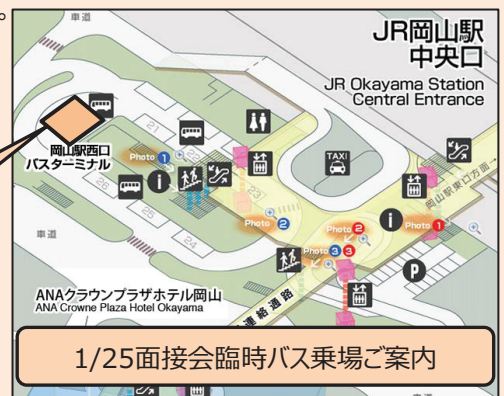 。
車道
JR岡山駅
中央口
JR Okayama Station
Central Entrance
岡山駅西口
バスターミナル
21
22
23
24
25
26
TAXI
Photo 1
Photo 2
Photo 2
Photo 1
Photo 3 3
岡山駅東口方面
P
車道
ANAクラウンプラザホテル岡山
ANA Crowne Plaza Hotel Okayama
連絡通路
1/25面接会臨時バス乗場ご案内
車道